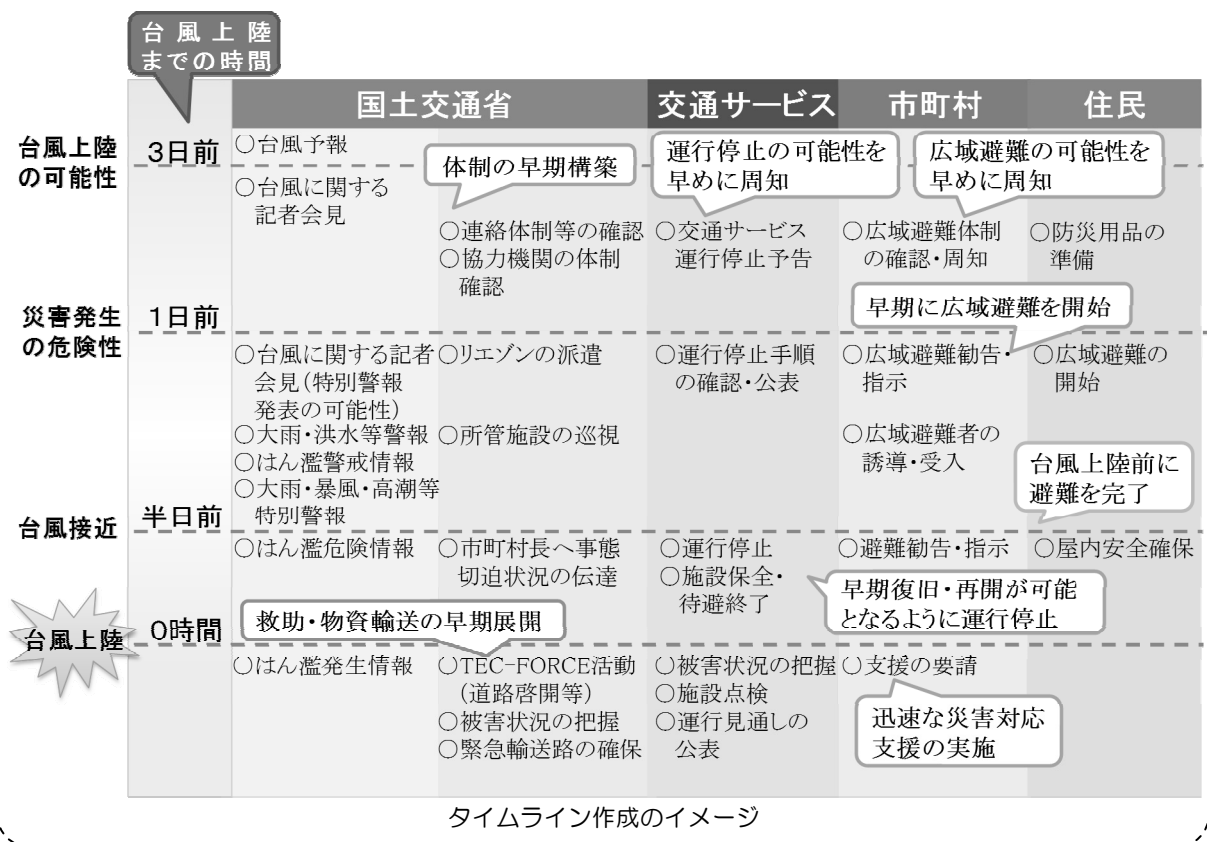 台風上陸
までの時間
国土交通省
交通サービス
市町村
住民
台風上陸
の可能性
3日前
○台風予報
体制の早期構築
運行停止の可能性を
早めに周知
広域避難の可能性を
早めに周知
○台風に関する
記者会見
○連絡体制等の確認
○協力機関の体制
確認
○交通サービス
運行停止予告
○広域避難体制
の確認・周知
○防災用品の
準備
災害発生
の危険性
1日前
早期に広域避難を開始
○台風に関する記者
会見(特別警報
発表の可能性)
○大雨・洪水等警報
○はん濫警戒情報
○大雨・暴風・高潮等
特別警報
○リエゾンの派遣
○所管施設の巡視
○運行停止手順
の確認・公表
○広域避難勧告・
指示
○広域避難者の
誘導・受入
○広域避難の
開始
台風上陸前に
避難を完了
台風接近
半日前
○はん濫危険情報
○市町村長へ事態
切迫状況の伝達
○運行停止
○施設保全・
待避終了
○避難勧告・指示
○屋内安全確保
早期復旧・再開が可能
となるように運行停止
台風上陸
0時間
救助・物資輸送の早期展開
○はん濫発生情報
○TEC-FORCE活動
(道路啓開等)
○被害状況の把握
○緊急輸送路の確保
○被害状況の把握
○施設点検
○運行見通しの
公表
○支援の要請
迅速な災害対応
支援の実施
タイムライン作成のイメージ